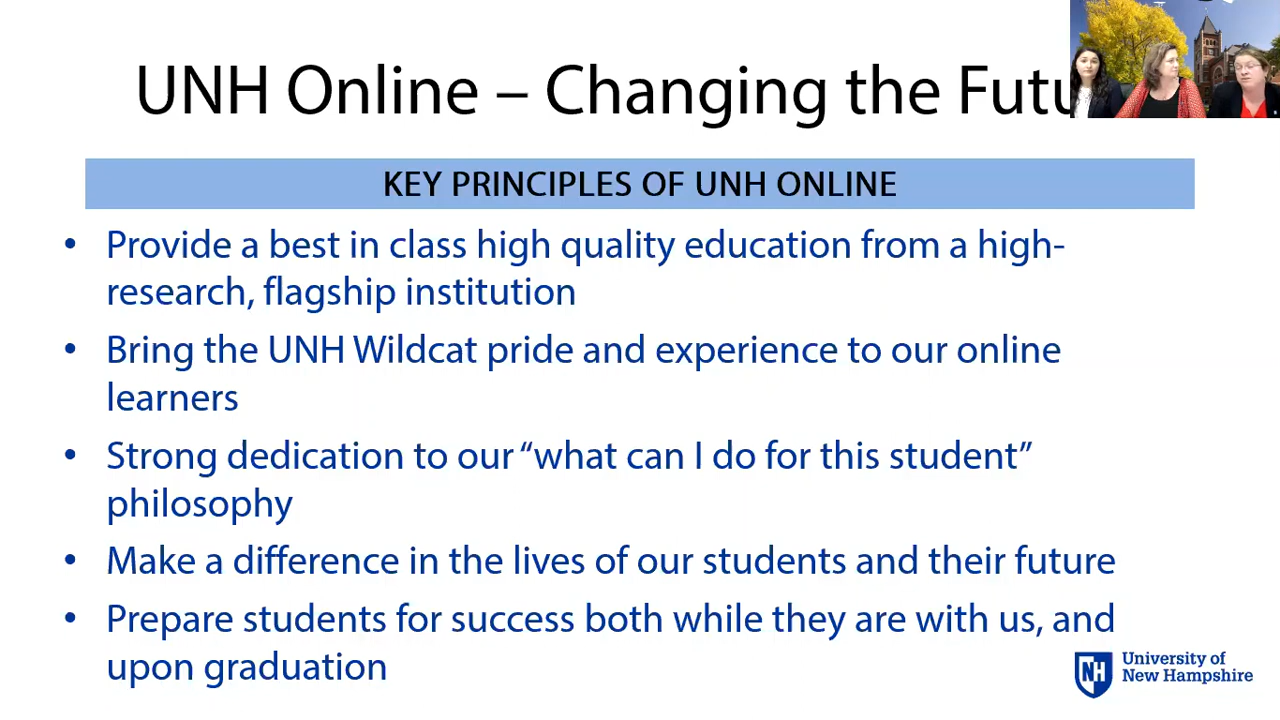 UNH Online – Changing the Futu
KEY PRINCIPLES OF UNH ONLINE
• Provide a best in class high quality education from a high-
research, flagship institution
• Bring the UNH Wildcat pride and experience to our online
learners
• Strong dedication to our “what can I do for this student”
philosophy
• Make a difference in the lives of our students and their future
• Prepare students for success both while they are with us, and
upon graduation
NH
University of
New Hampshire